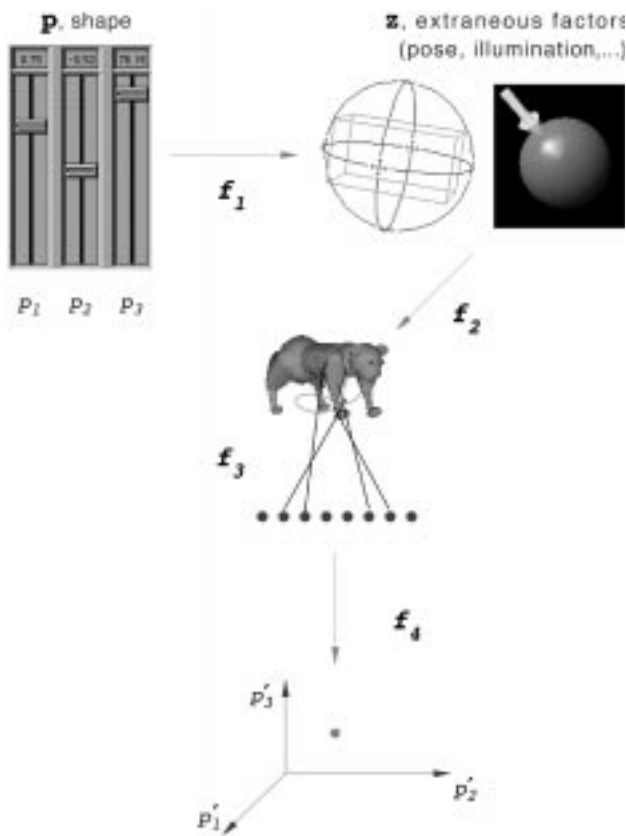 p, shape
z, extraneous factors
(pose, illumination,...)
f1
p1 p2 p3
f2
f3
f4
p'3
p'2
p'1